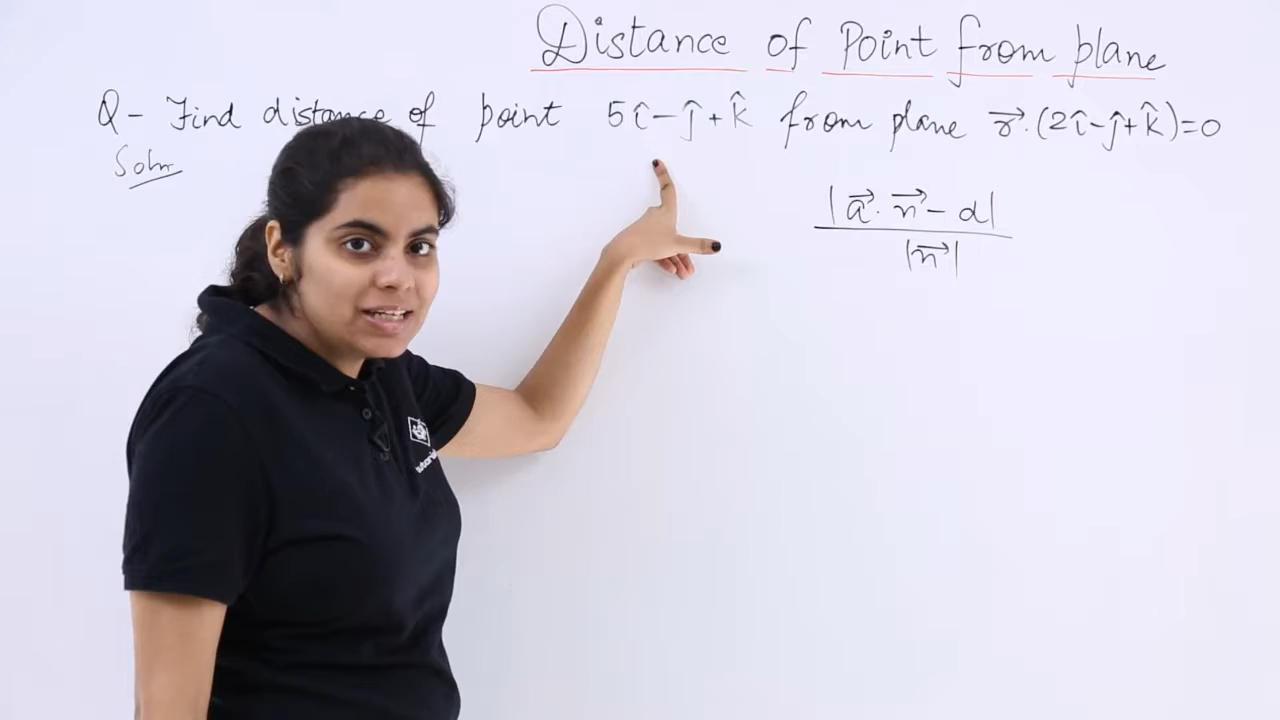 Distance of Point from plane
Q- Find distance of point 5î-ĵ+k̂ from plane r⃗.(2î-ĵ+k̂)=0
Soln
|a⃗. n⃗ - d|
|n⃗|